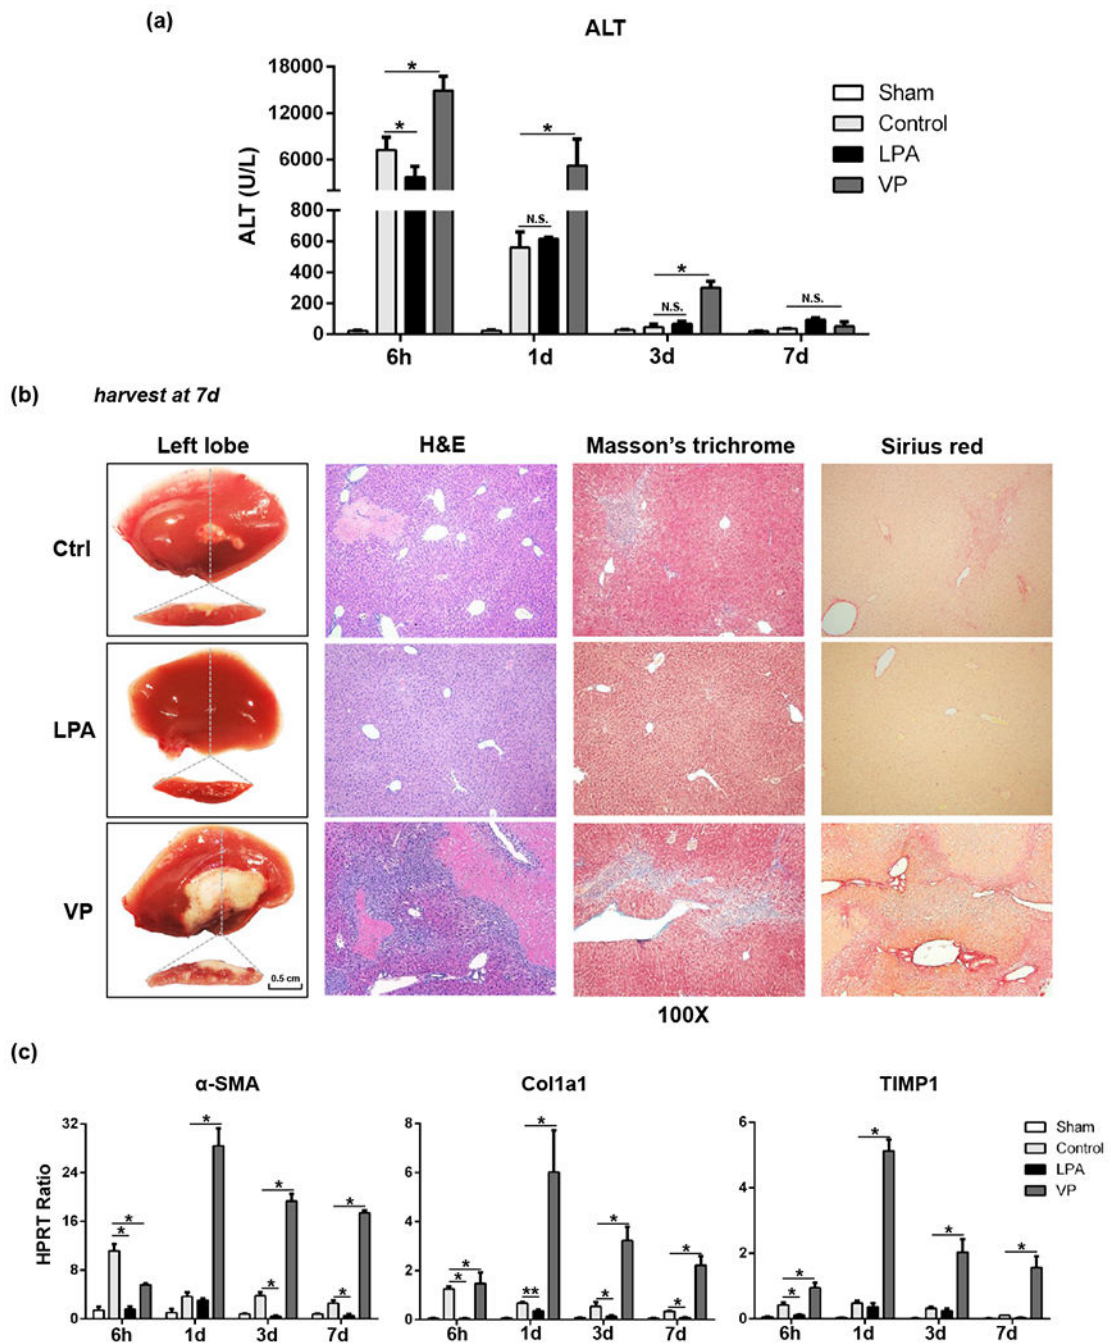 (a)
ALT
ALT (U/L)
18000
12000
6000
800
600
400
200
0
*
*
*
N.S.
*
N.S.
N.S.
6h 1d 3d 7d
Sham
Control
LPA
VP
(b) harvest at 7d
Left lobe H&E Masson's trichrome Sirius red
Ctrl
LPA
VP
0.5 cm
100X
(c)
α-SMA
HPRT Ratio
32
24
16
8
0
*
*
*
*
*
*
*
6h 1d 3d 7d
Col1a1
8
6
4
2
0
*
*
*
**
*
*
*
*
6h 1d 3d 7d
TIMP1
6
4
2
0
*
*
*
*
*
6h 1d 3d 7d
Sham
Control
LPA
VP